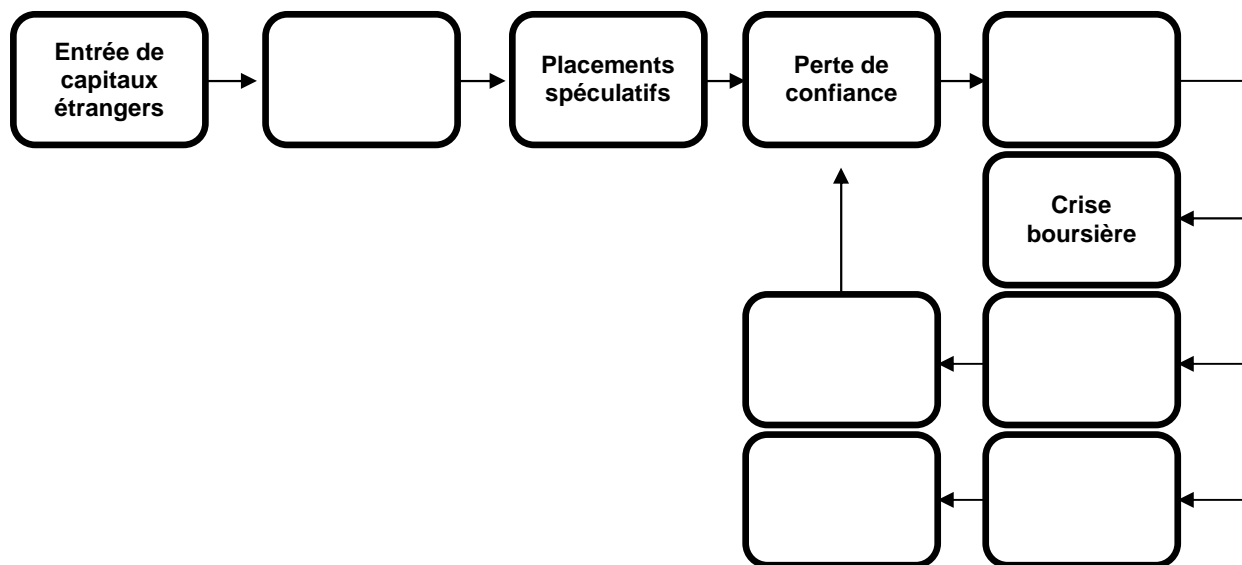 Entrée de
capitaux
étrangers
Placements
spéculatifs
Perte de
confiance
Crise
boursière